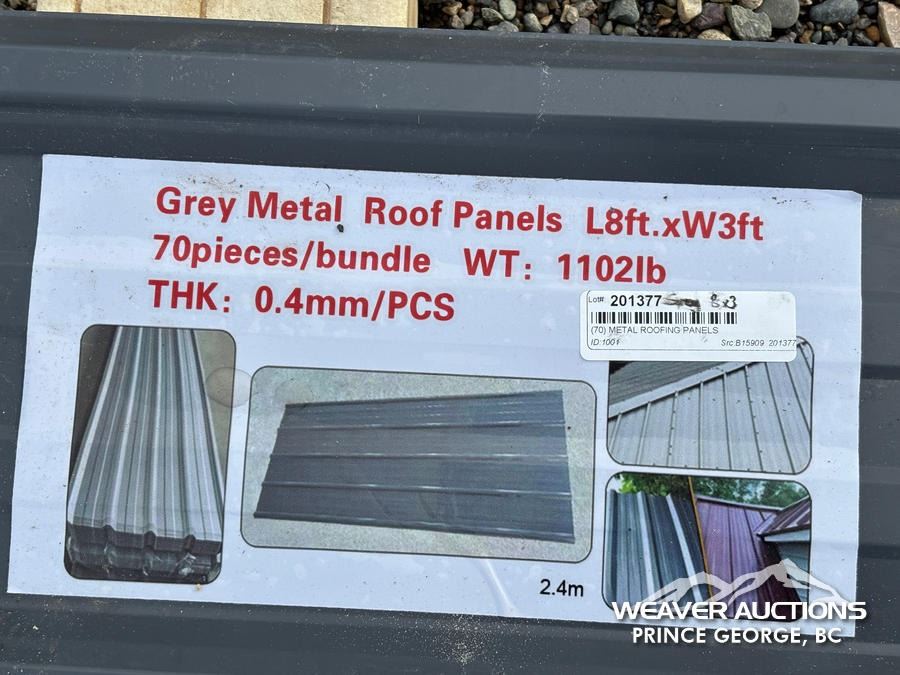 Grey Metal Roof Panels L8ft.xW3ft
70pieces/bundle WT: 1102lb
THK: 0.4mm/PCS
Lot#: 201377 8x3
(70) METAL ROOFING PANELS
ID:1001 Src:B15909 201377
2.4m
WEAVER AUCTIONS
PRINCE GEORGE, BC